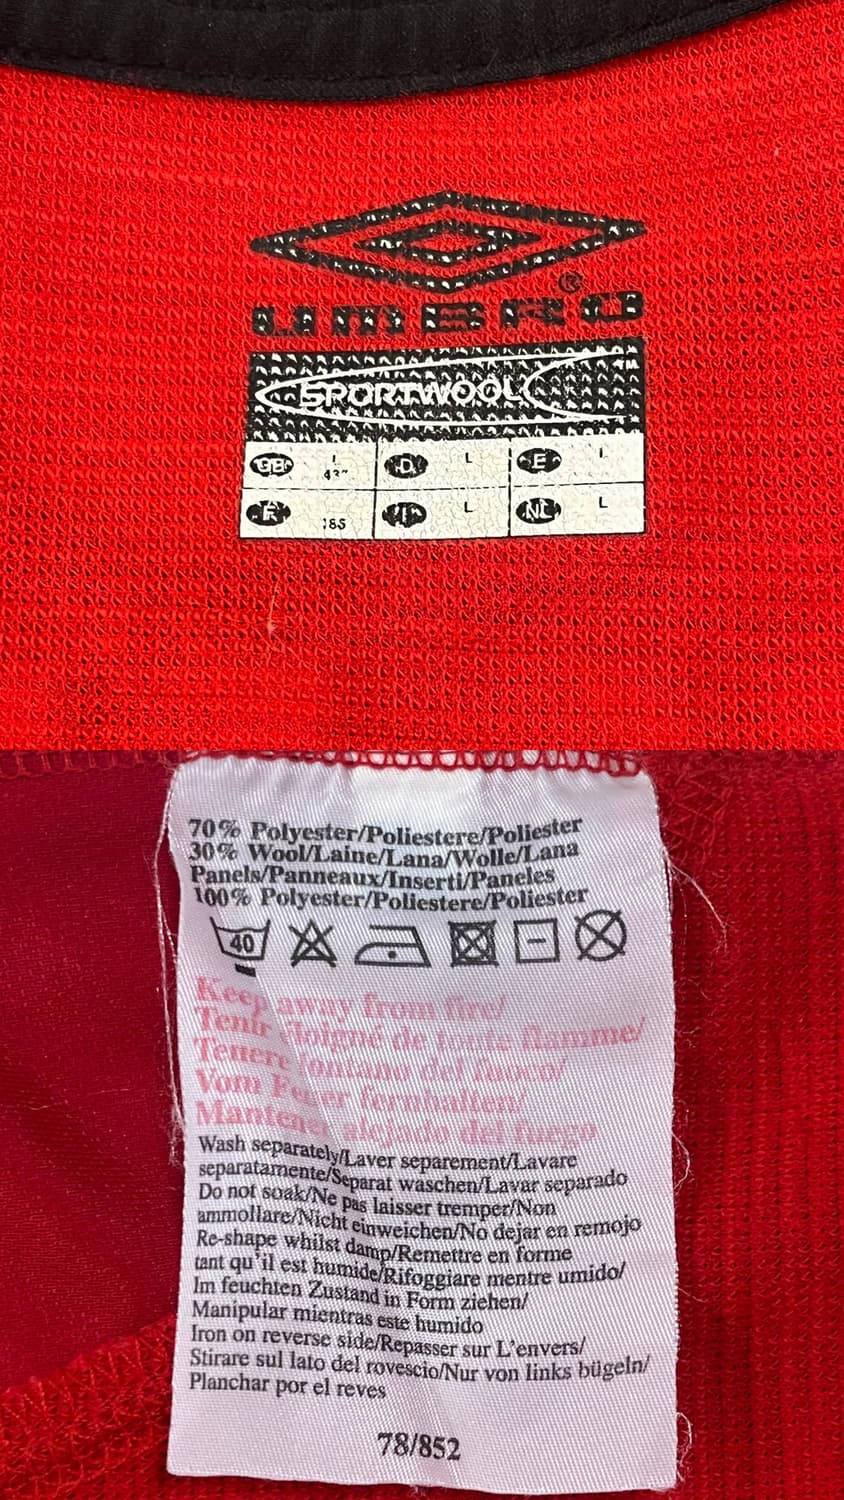 UMBRO®
SPORTWOOL™
GB L 43" D L E L
F 185 I L NL L
70% Polyester/Poliestere/Poliester
30% Wool/Laine/Lana/Wolle/Lana
Panels/Panneaux/Inserti/Paneles
100% Polyester/Poliestere/Poliester
40
Keep away from fire/
Tenir éloigné de toute flamme/
Tenere lontano del fuoco/
Vom Feuer fernhalten/
Mantener alejado del fuego
Wash separately/Laver separement/Lavare
separatamente/Separat waschen/Lavar separado
Do not soak/Ne pas laisser tremper/Non
ammollare/Nicht einweichen/No dejar en remojo
Re-shape whilst damp/Remettre en forme
tant qu'il est humide/Rifoggiare mentre umido/
Im feuchten Zustand in Form ziehen/
Manipular mientras este humido
Iron on reverse side/Repasser sur L'envers/
Stirare sul lato del rovescio/Nur von links bügeln/
Planchar por el reves
78/852